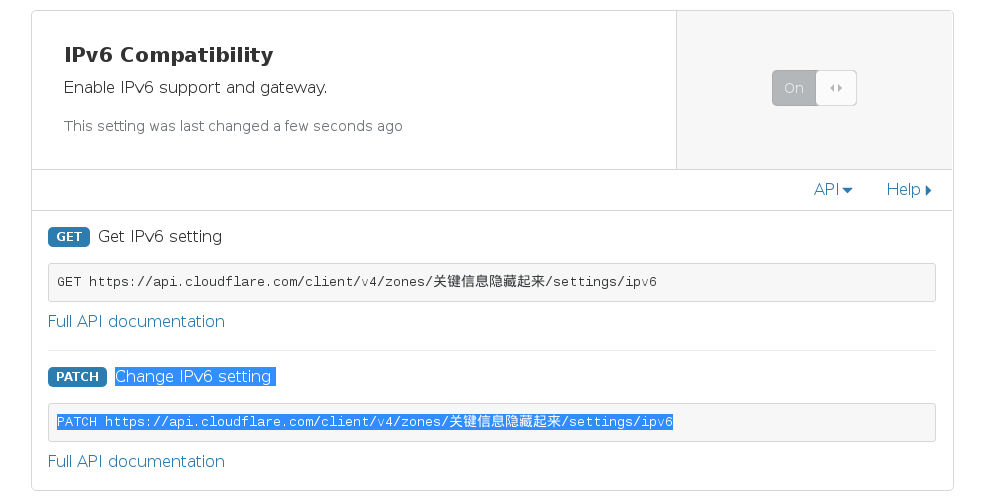 IPv6 Compatibility
Enable IPv6 support and gateway.
This setting was last changed a few seconds ago
On
API
Help
GET Get IPv6 setting
GET https://api.cloudflare.com/client/v4/zones/关键信息隐藏起来/settings/ipv6
Full API documentation
PATCH Change IPv6 setting
PATCH https://api.cloudflare.com/client/v4/zones/关键信息隐藏起来/settings/ipv6
Full API documentation